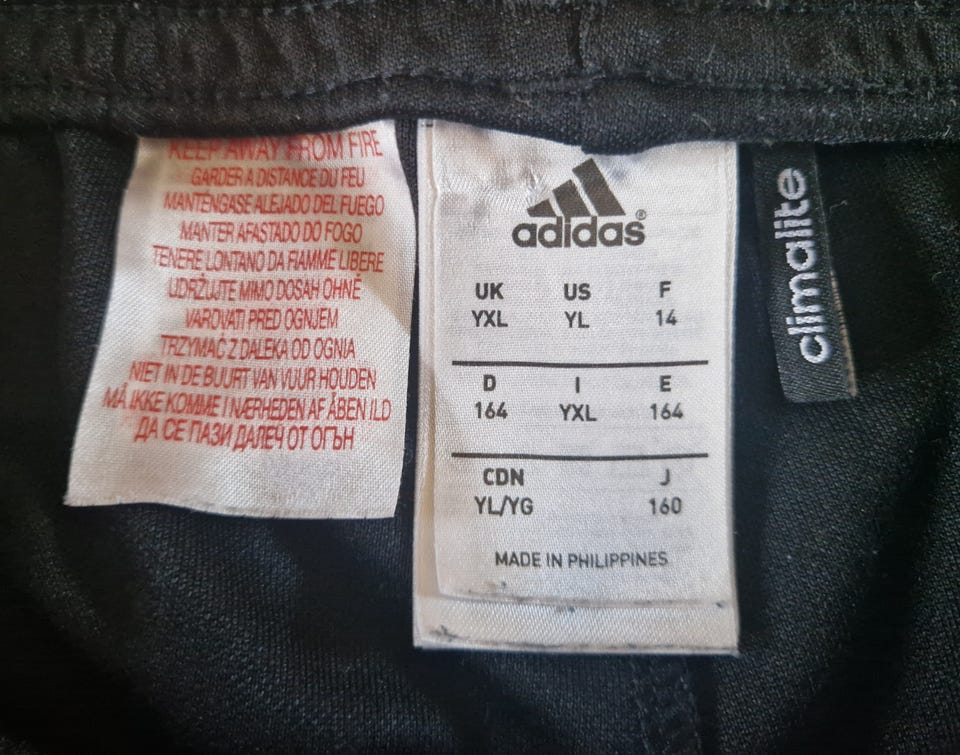 KEEP AWAY FROM FIRE
GARDER A DISTANCE DU FEU
MANTENGASE ALEJADO DEL FUEGO
MANTER AFASTADO DO FOGO
TENERE LONTANO DA FIAMME LIBERE
UDRŽUJTE MIMO DOSAH OHNĚ
VAROVATI PRED OGNJEM
TRZYMAĆ Z DALEKA OD OGNIA
NIET IN DE BUURT VAN VUUR HOUDEN
MÅ IKKE KOMME I NÆRHEDEN AF ÅBEN ILD
ДА СЕ ПАЗИ ДАЛЕЧ ОТ ОГЪН
adidas®
UK US F
YXL YL 14
D I E
164 YXL 164
CDN J
YL/YG 160
MADE IN PHILIPPINES
climalite